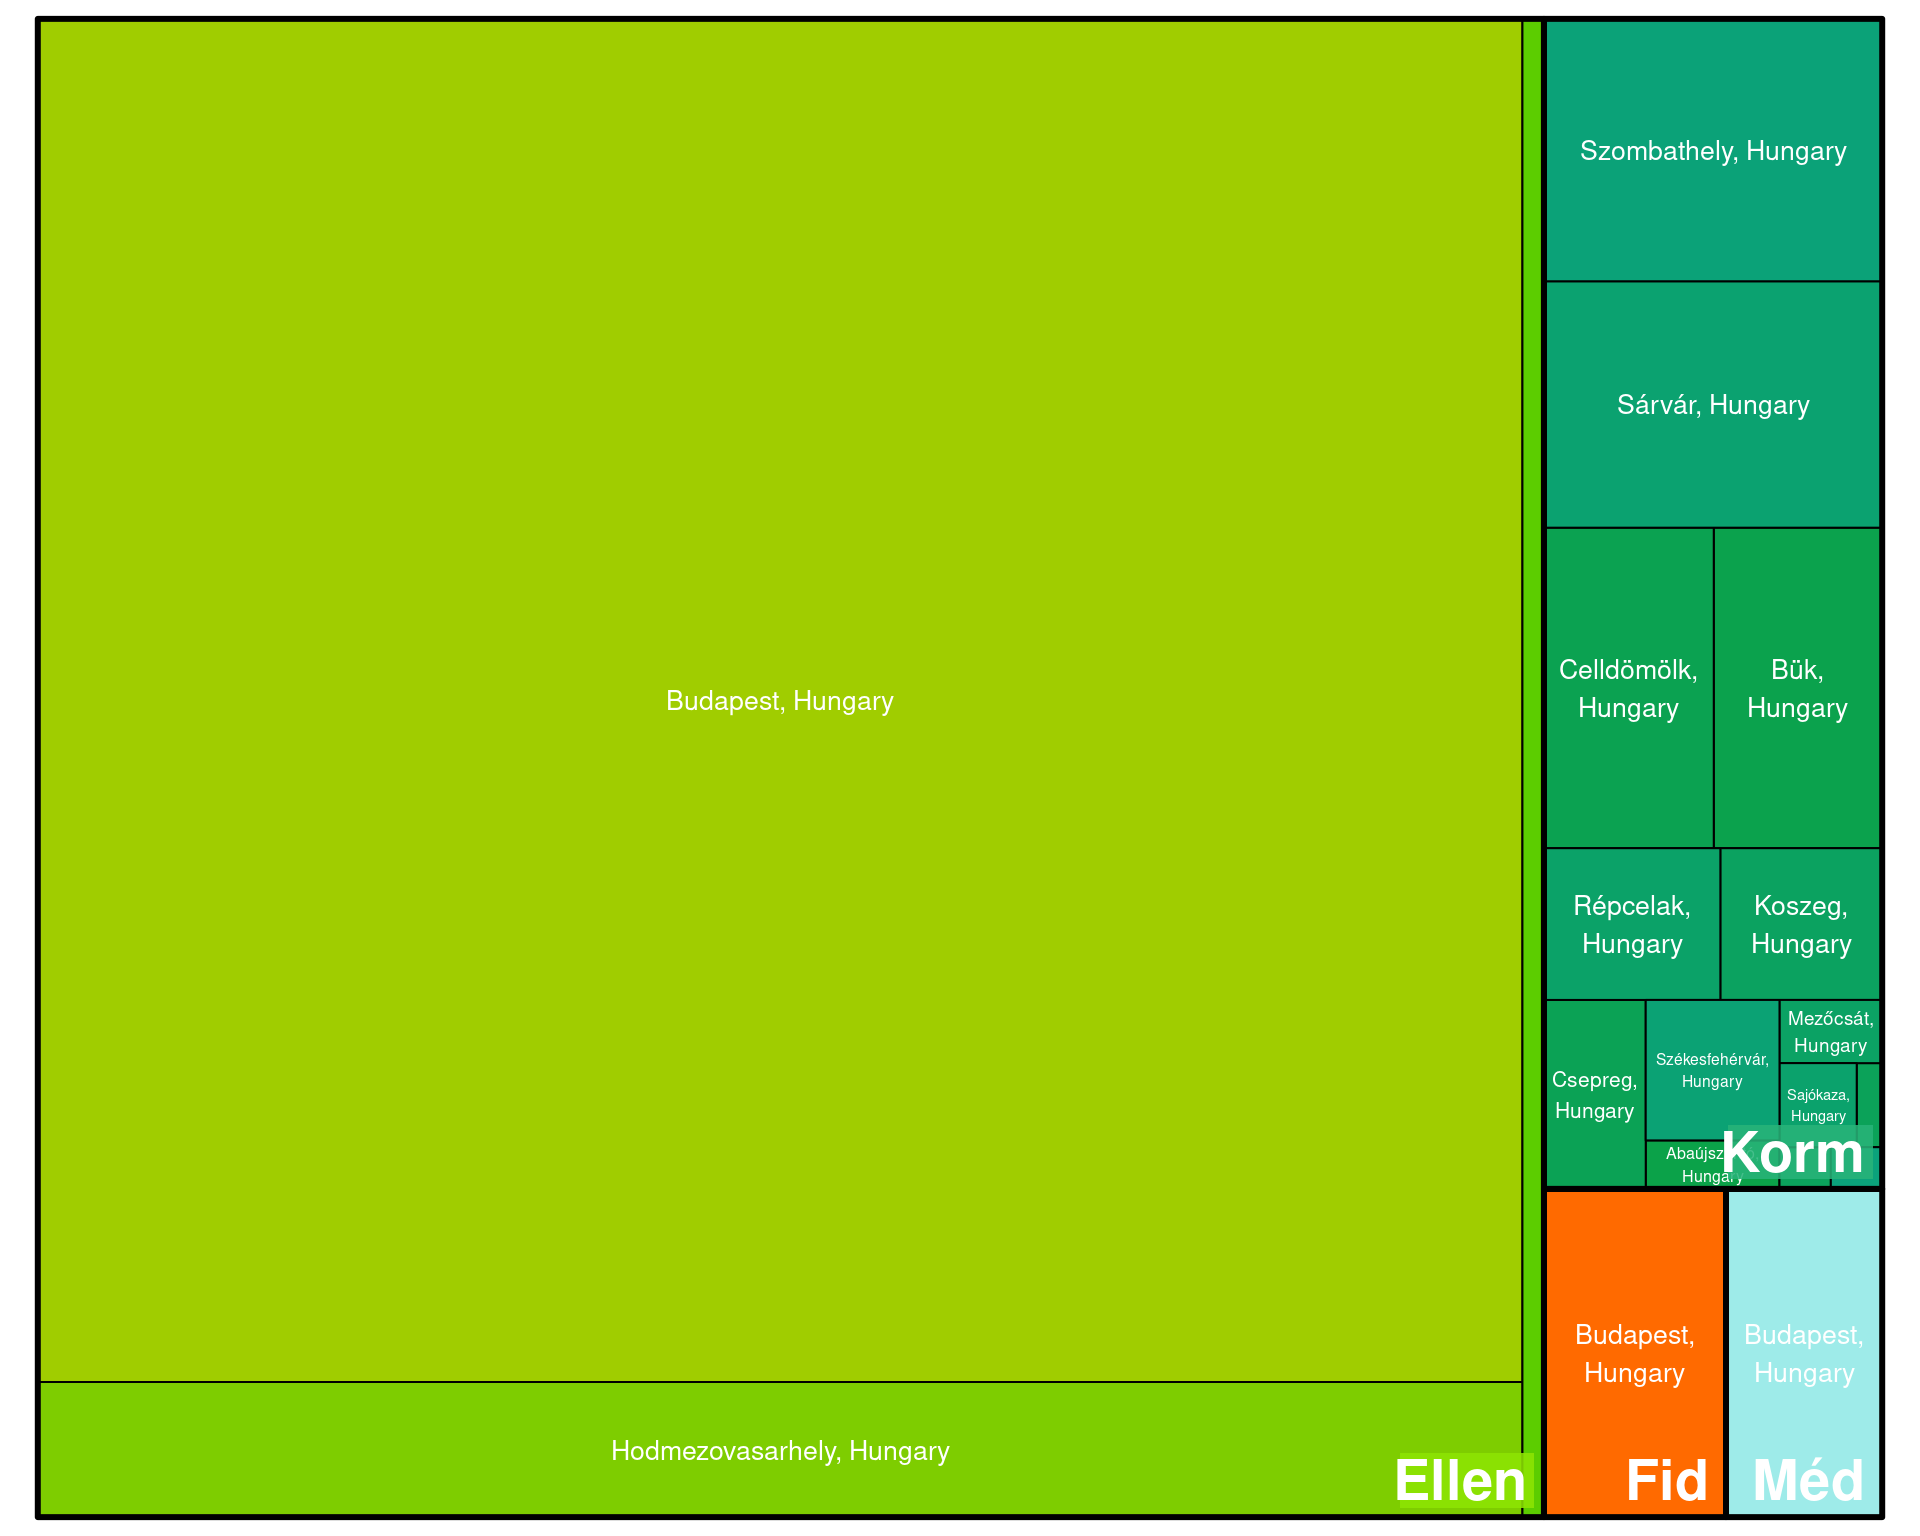 Budapest, Hungary
Hodmezovasarhely, Hungary
Ellen
Szombathely, Hungary
Sárvár, Hungary
Celldömölk,
Hungary
Bük,
Hungary
Répcelak,
Hungary
Koszeg,
Hungary
Csepreg,
Hungary
Székesfehérvár,
Hungary
Mezőcsát,
Hungary
Sajókaza,
Hungary
Hungary
Korm
Budapest,
Hungary
Fid
Budapest,
Hungary
Méd